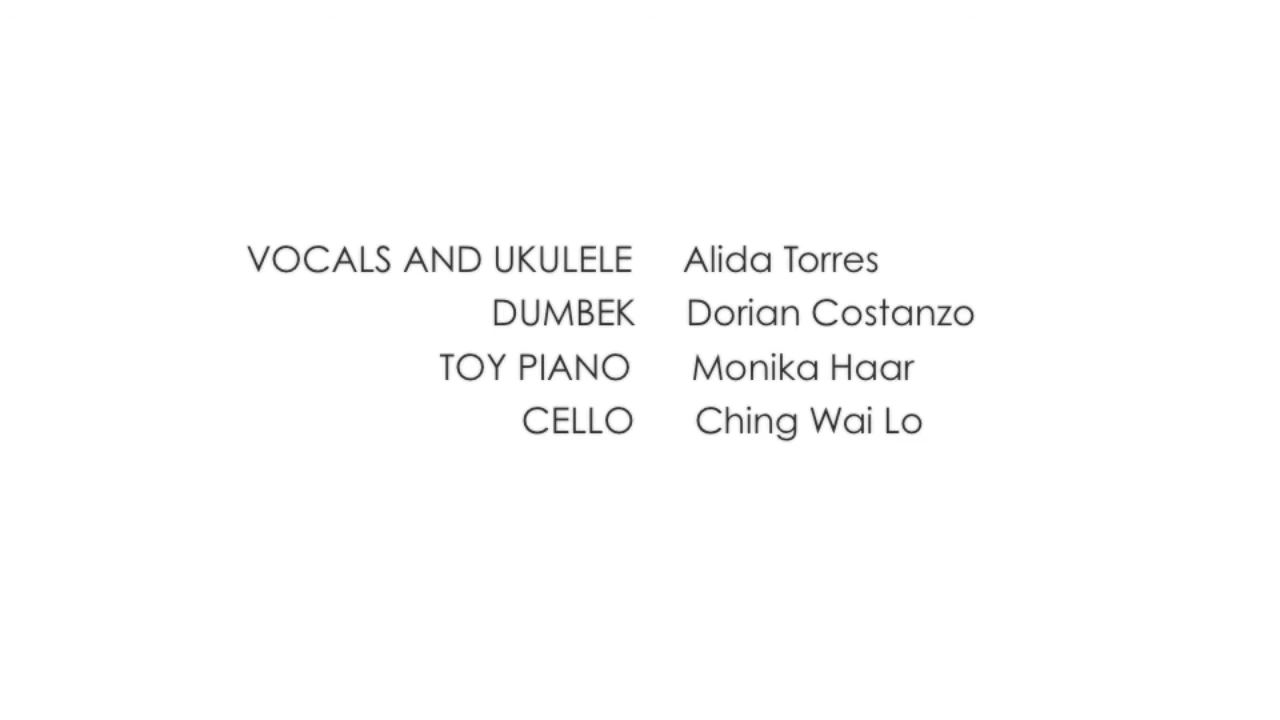 VOCALS AND UKULELE Alida Torres
DUMBEK Dorian Costanzo
TOY PIANO Monika Haar
CELLO Ching Wai Lo